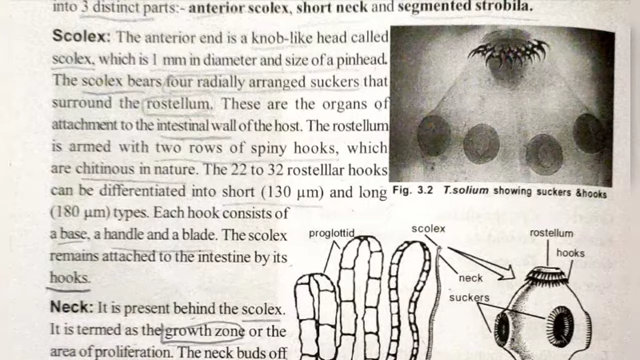 into 3 distinct parts:- anterior scolex, short neck and segmented strobila.
Scolex: The anterior end is a knob-like head called
scolex, which is 1 mm in diameter and size of a pinhead.
The scolex bears four radially arranged suckers that
surround the rostellum. These are the organs of
attachment to the intestinal wall of the host. The rostellum
is armed with two rows of spiny hooks, which
are chitinous in nature. The 22 to 32 rostelllar hooks
can be differentiated into short (130 µm) and long
(180 µm) types. Each hook consists of
a base, a handle and a blade. The scolex
remains attached to the intestine by its
hooks.
Neck: It is present behind the scolex.
It is termed as the growth zone or the
area of proliferation. The neck buds off
Fig. 3.2 T.solium showing suckers &hooks
proglottid
scolex
rostellum
hooks
neck
suckers